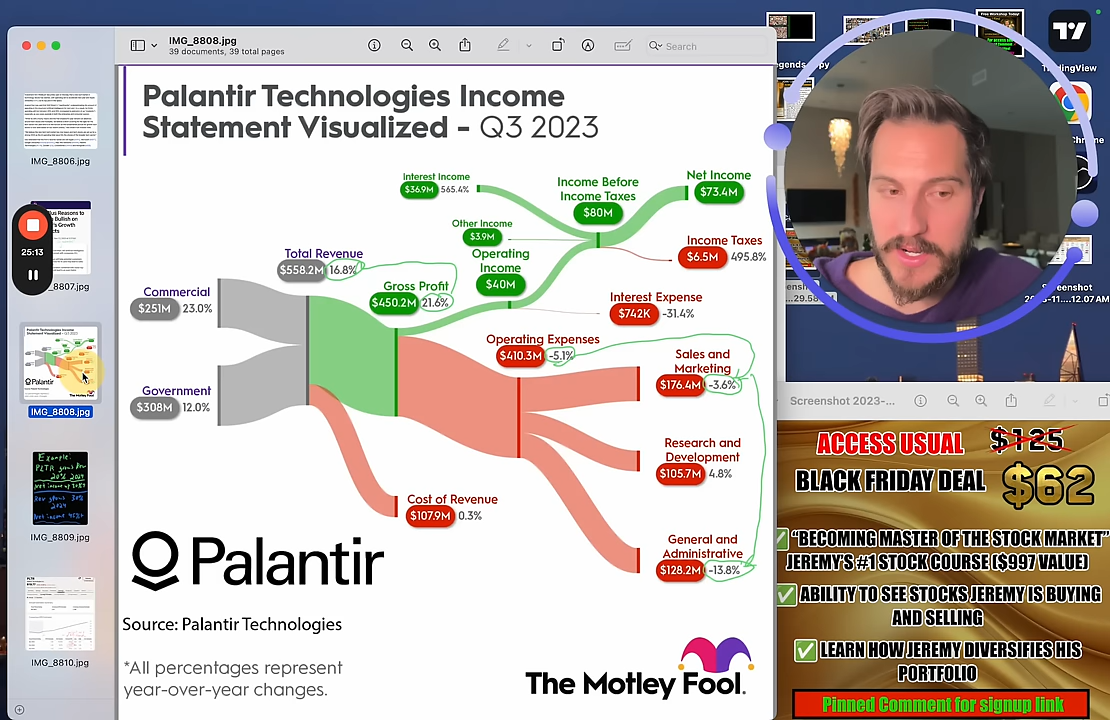 IMG_8808.jpg
39 documents, 39 total pages
Search
TradingView
Chrome
IMG_8806.jpg
25:13
8807.jpg
IMG_8808.jpg
IMG_8809.jpg
IMG_8810.jpg
Example:
Palantir Technologies Income
Statement Visualized - Q3 2023
Interest Income
$36.9M 565.4%
Other Income
$3.9M
Income Before
Income Taxes
$80M
Net Income
$73.4M
Income Taxes
$6.5M 495.8%
Total Revenue
$558.2M 16.8%
Gross Profit
$450.2M 21.6%
Operating
Income
$40M
Interest Expense
$742K -31.4%
Commercial
$251M 23.0%
Government
$308M 12.0%
Operating Expenses
$410.3M -5.1%
Sales and
Marketing
$176.4M -3.6%
Research and
Development
$105.7M 4.8%
General and
Administrative
$128.2M -13.8%
Cost of Revenue
$107.9M 0.3%
Palantir
Source: Palantir Technologies
*All percentages represent
year-over-year changes.
The Motley Fool.
Screenshot 2023-...
ACCESS USUAL $125
BLACK FRIDAY DEAL $62
"BECOMING MASTER OF THE STOCK MARKET"
JEREMY'S #1 STOCK COURSE ($997 VALUE)
ABILITY TO SEE STOCKS JEREMY IS BUYING
AND SELLING
LEARN HOW JEREMY DIVERSIFIES HIS
PORTFOLIO
Pinned Comment for signup link